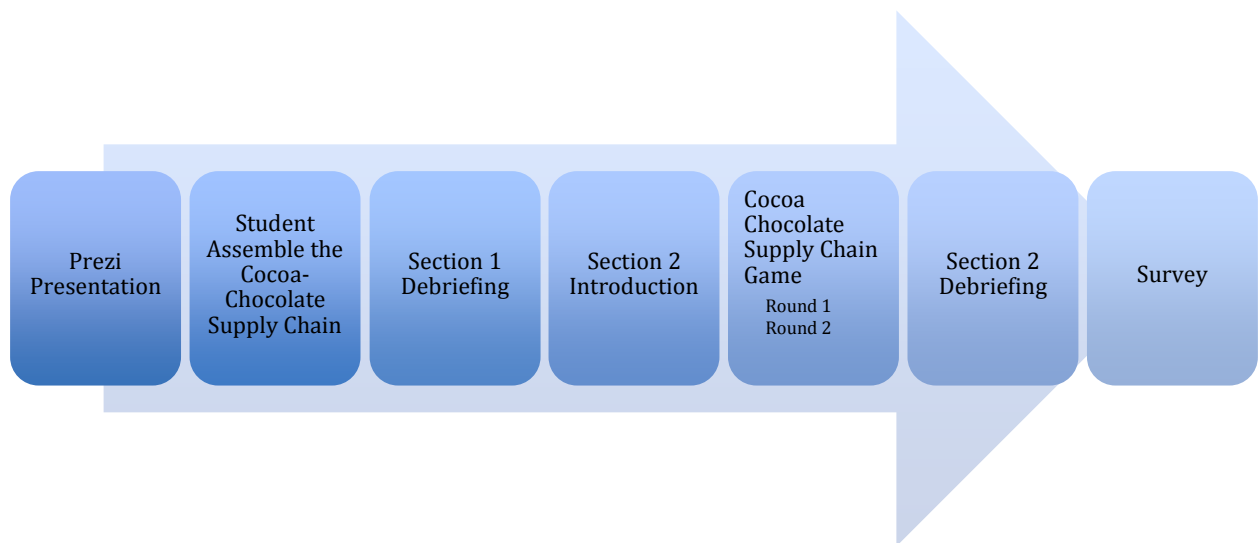 Prezi
Presentation
Student
Assemble the
Cocoa-
Chocolate
Supply Chain
Section 1
Debriefing
Section 2
Introduction
Cocoa
Chocolate
Supply Chain
Game
Round 1
Round 2
Section 2
Debriefing
Survey